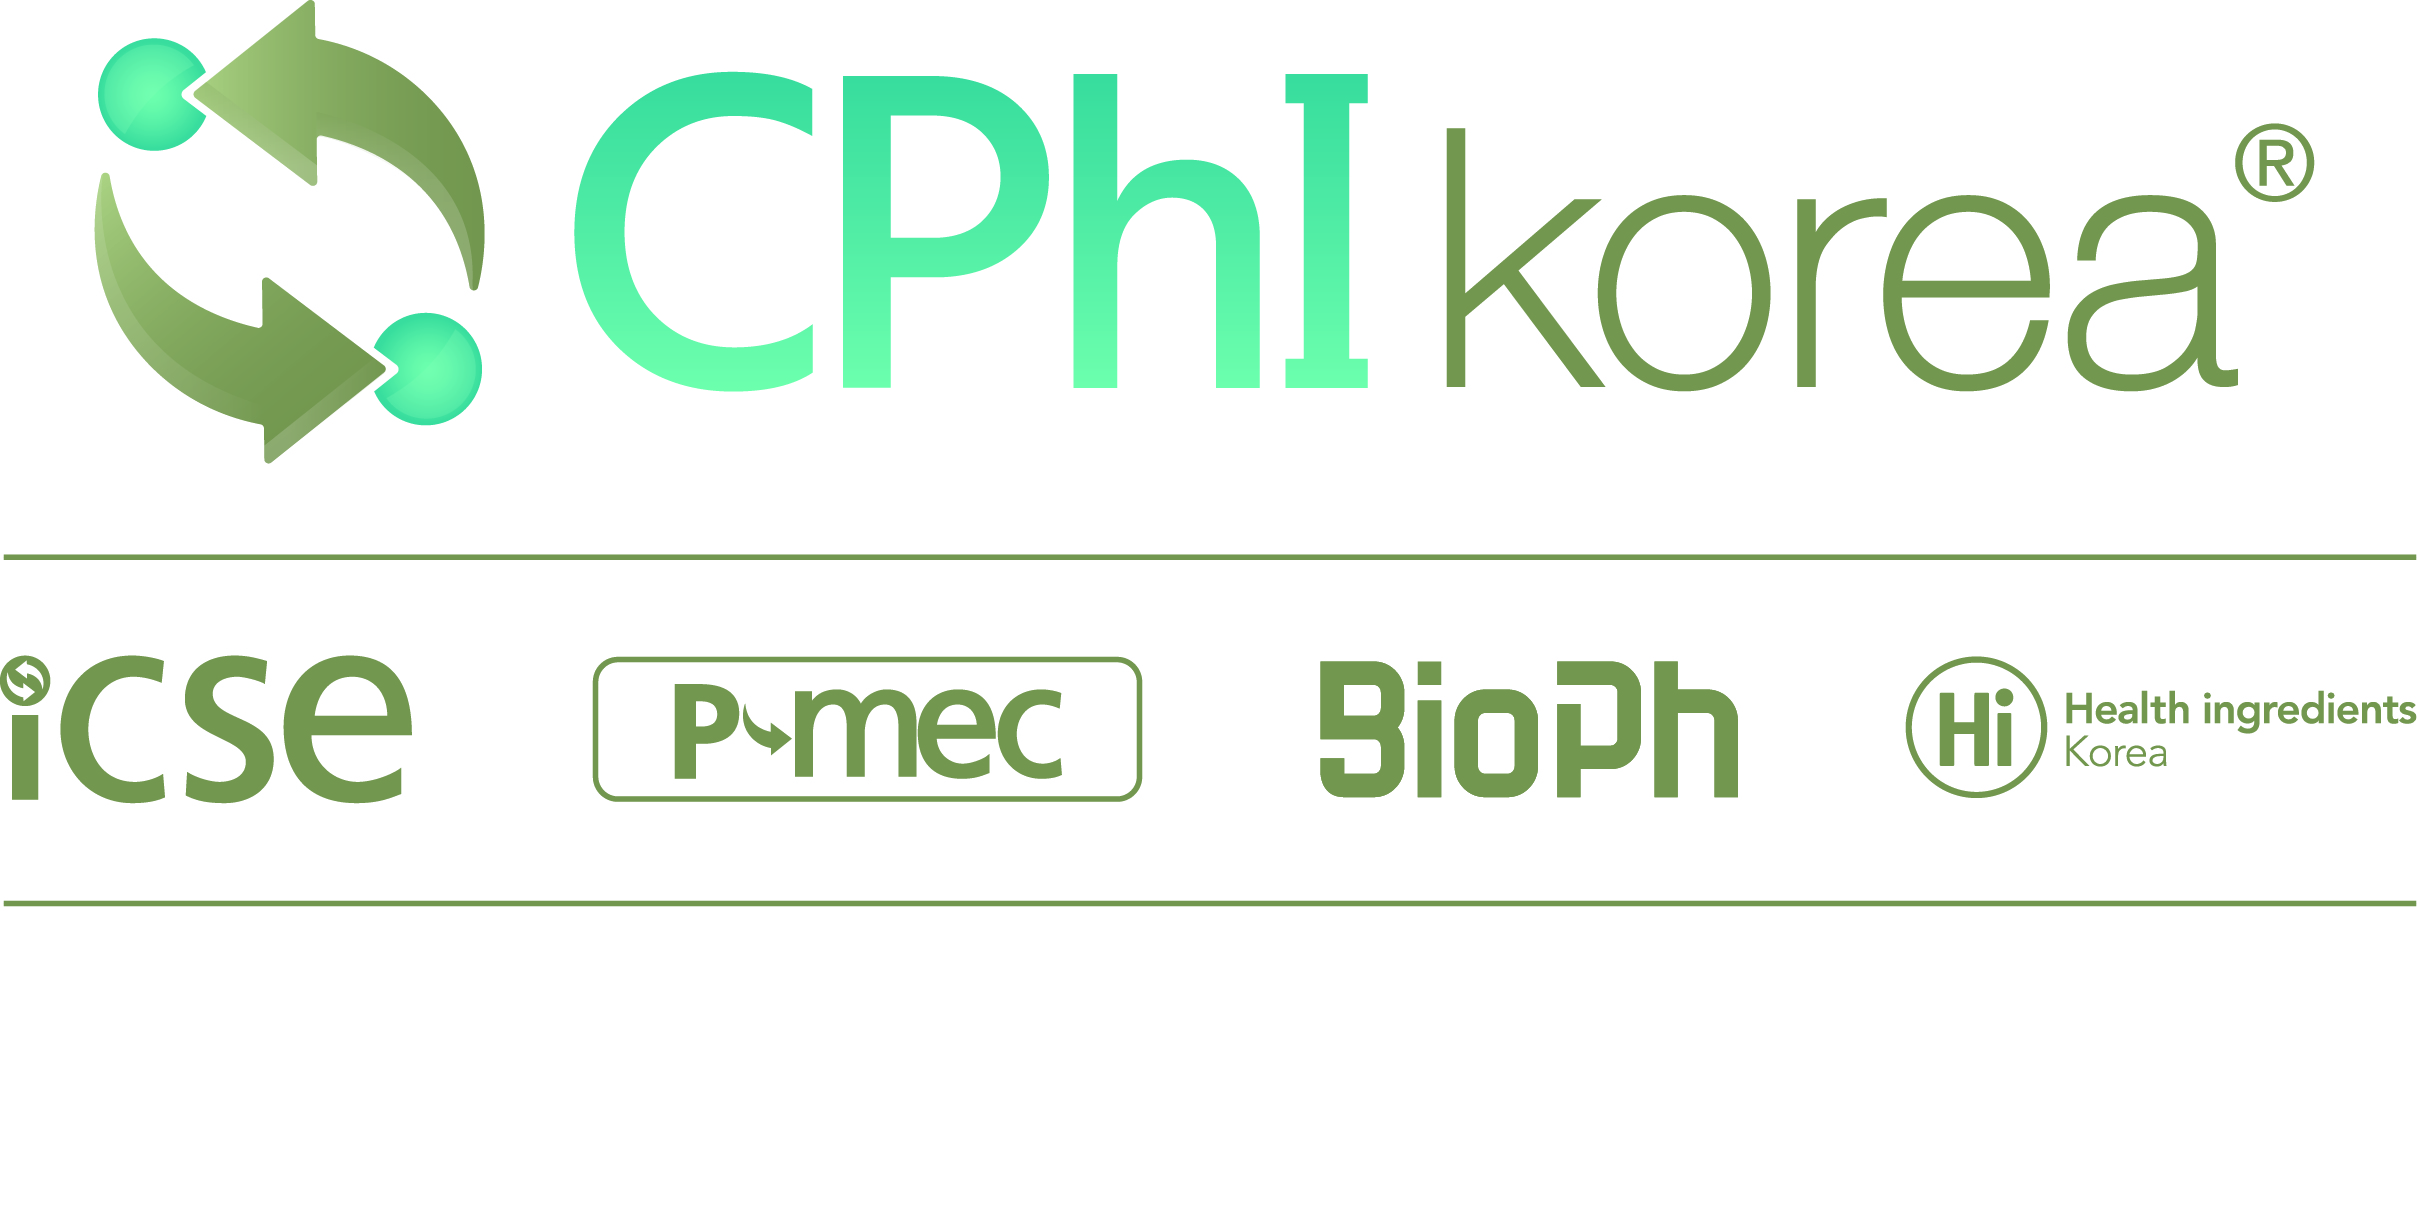 CPhI korea®
icse
P mec
BioPh
Hi Health ingredients
Korea